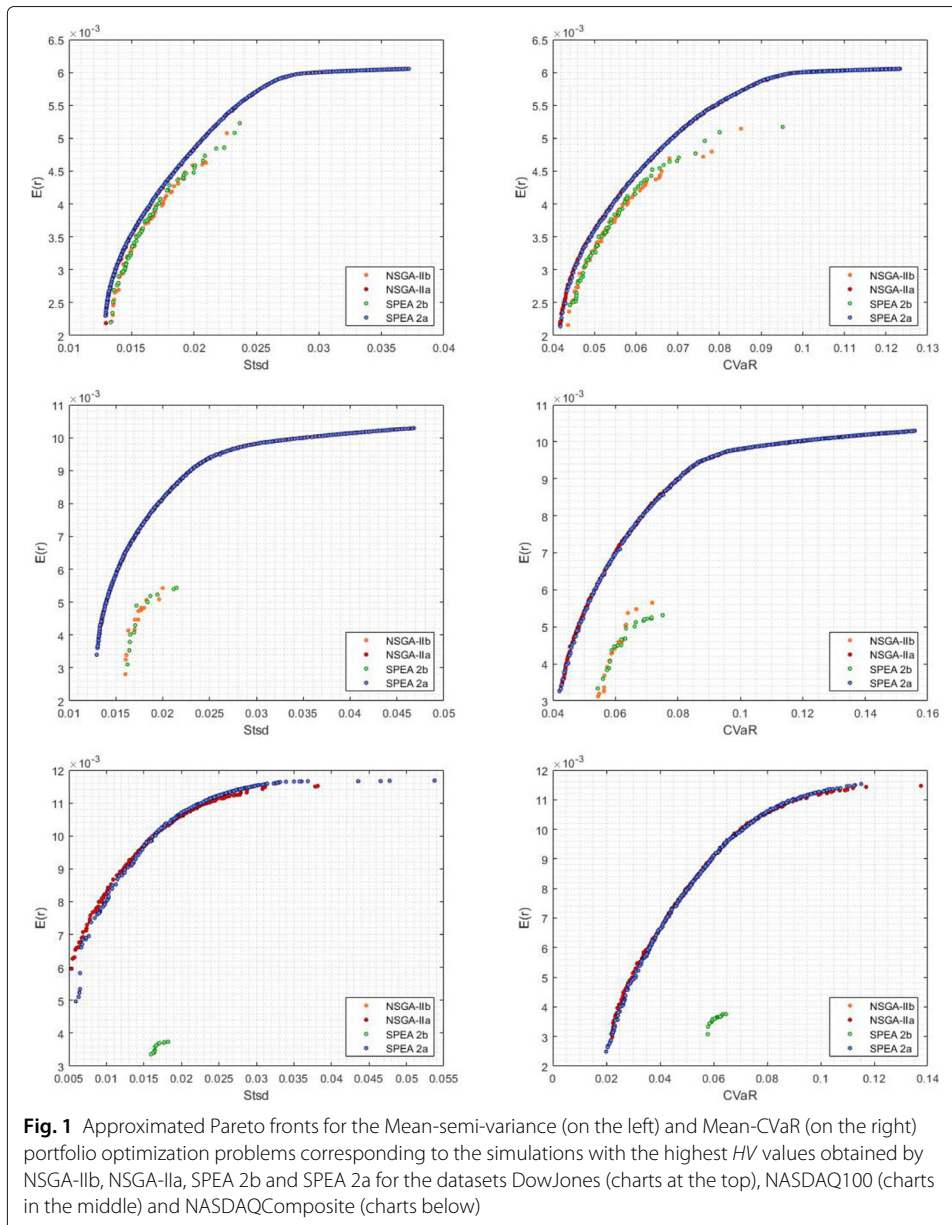 ×10⁻³
6.5
6
5.5
5
4.5
4
3.5
3
2.5
2
E(r)
0.01 0.015 0.02 0.025 0.03 0.035 0.04
Stsd
NSGA-IIb
NSGA-IIa
SPEA 2b
SPEA 2a
×10⁻³
6.5
6
5.5
5
4.5
4
3.5
3
2.5
2
E(r)
0.04 0.05 0.06 0.07 0.08 0.09 0.1 0.11 0.12 0.13
CVaR
NSGA-IIb
NSGA-IIa
SPEA 2b
SPEA 2a
×10⁻³
11
10
9
8
7
6
5
4
3
2
E(r)
0.01 0.015 0.02 0.025 0.03 0.035 0.04 0.045 0.05
Stsd
NSGA-IIb
NSGA-IIa
SPEA 2b
SPEA 2a
×10⁻³
11
10
9
8
7
6
5
4
3
E(r)
0.04 0.06 0.08 0.1 0.12 0.14 0.16
CVaR
NSGA-IIb
NSGA-IIa
SPEA 2b
SPEA 2a
×10⁻³
12
11
10
9
8
7
6
5
4
3
E(r)
0.005 0.01 0.015 0.02 0.025 0.03 0.035 0.04 0.045 0.05 0.055
Stsd
NSGA-IIb
NSGA-IIa
SPEA 2b
SPEA 2a
×10⁻³
12
11
10
9
8
7
6
5
4
3
2
E(r)
0 0.02 0.04 0.06 0.08 0.1 0.12 0.14
CVaR
NSGA-IIb
NSGA-IIa
SPEA 2b
SPEA 2a
Fig. 1 Approximated Pareto fronts for the Mean-semi-variance (on the left) and Mean-CVaR (on the right)
portfolio optimization problems corresponding to the simulations with the highest HV values obtained by
NSGA-IIb, NSGA-IIa, SPEA 2b and SPEA 2a for the datasets DowJones (charts at the top), NASDAQ100 (charts
in the middle) and NASDAQComposite (charts below)